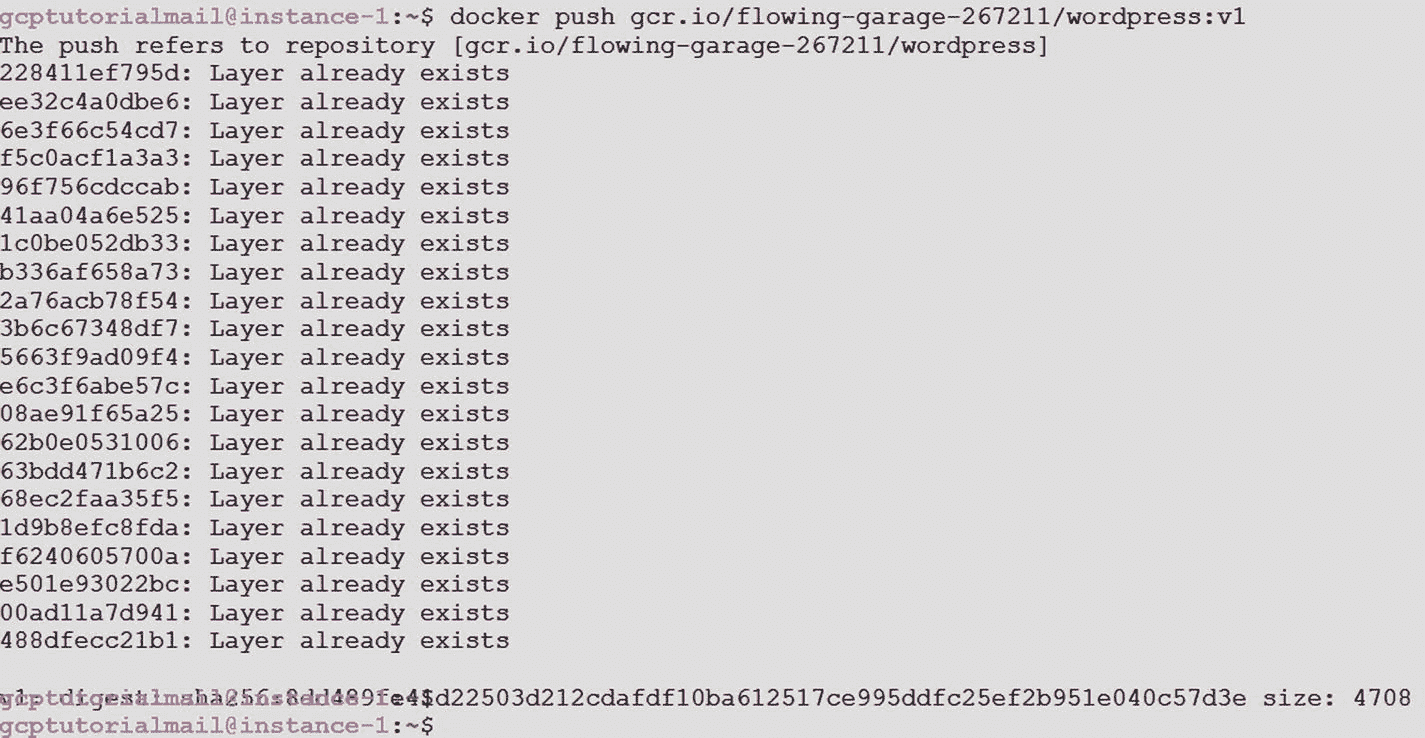 gcptutorialmail@instance-1:~$ docker push gcr.io/flowing-garage-267211/wordpress:v1
The push refers to repository [gcr.io/flowing-garage-267211/wordpress]
228411ef795d: Layer already exists
ee32c4a0dbe6: Layer already exists
6e3f66c54cd7: Layer already exists
f5c0acf1a3a3: Layer already exists
96f756cdccab: Layer already exists
41aa04a6e525: Layer already exists
1c0be052db33: Layer already exists
b336af658a73: Layer already exists
2a76acb78f54: Layer already exists
3b6c67348df7: Layer already exists
5663f9ad09f4: Layer already exists
e6c3f6abe57c: Layer already exists
08ae91f65a25: Layer already exists
62b0e0531006: Layer already exists
63bdd471b6c2: Layer already exists
68ec2faa35f5: Layer already exists
1d9b8efc8fda: Layer already exists
f6240605700a: Layer already exists
e501e93022bc: Layer already exists
00ad11a7d941: Layer already exists
488dfecc21b1: Layer already exists
size: 4708
gcptutorialmail@instance-1:~$